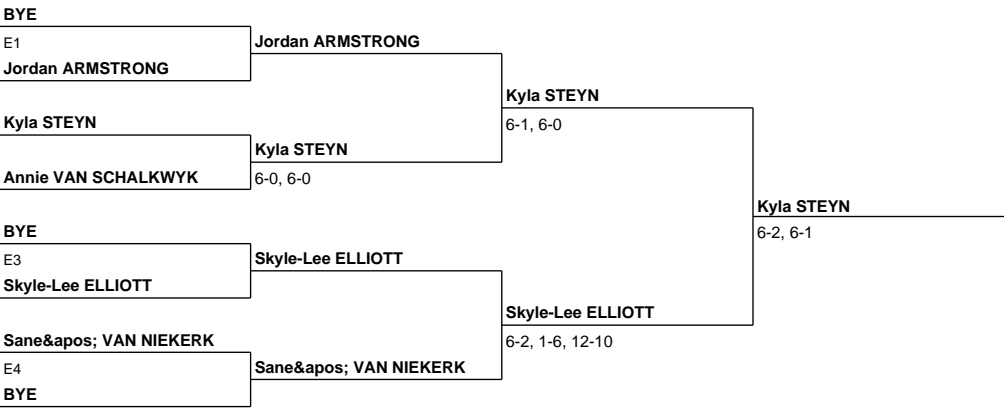 BYE
E1
Jordan ARMSTRONG
Jordan ARMSTRONG
Kyla STEYN
Annie VAN SCHALKWYK
Kyla STEYN
6-0, 6-0
Kyla STEYN
6-1, 6-0
BYE
E3
Skyle-Lee ELLIOTT
Skyle-Lee ELLIOTT
Sane&apos; VAN NIEKERK
E4
BYE
Sane&apos; VAN NIEKERK
Skyle-Lee ELLIOTT
6-2, 1-6, 12-10
Kyla STEYN
6-2, 6-1